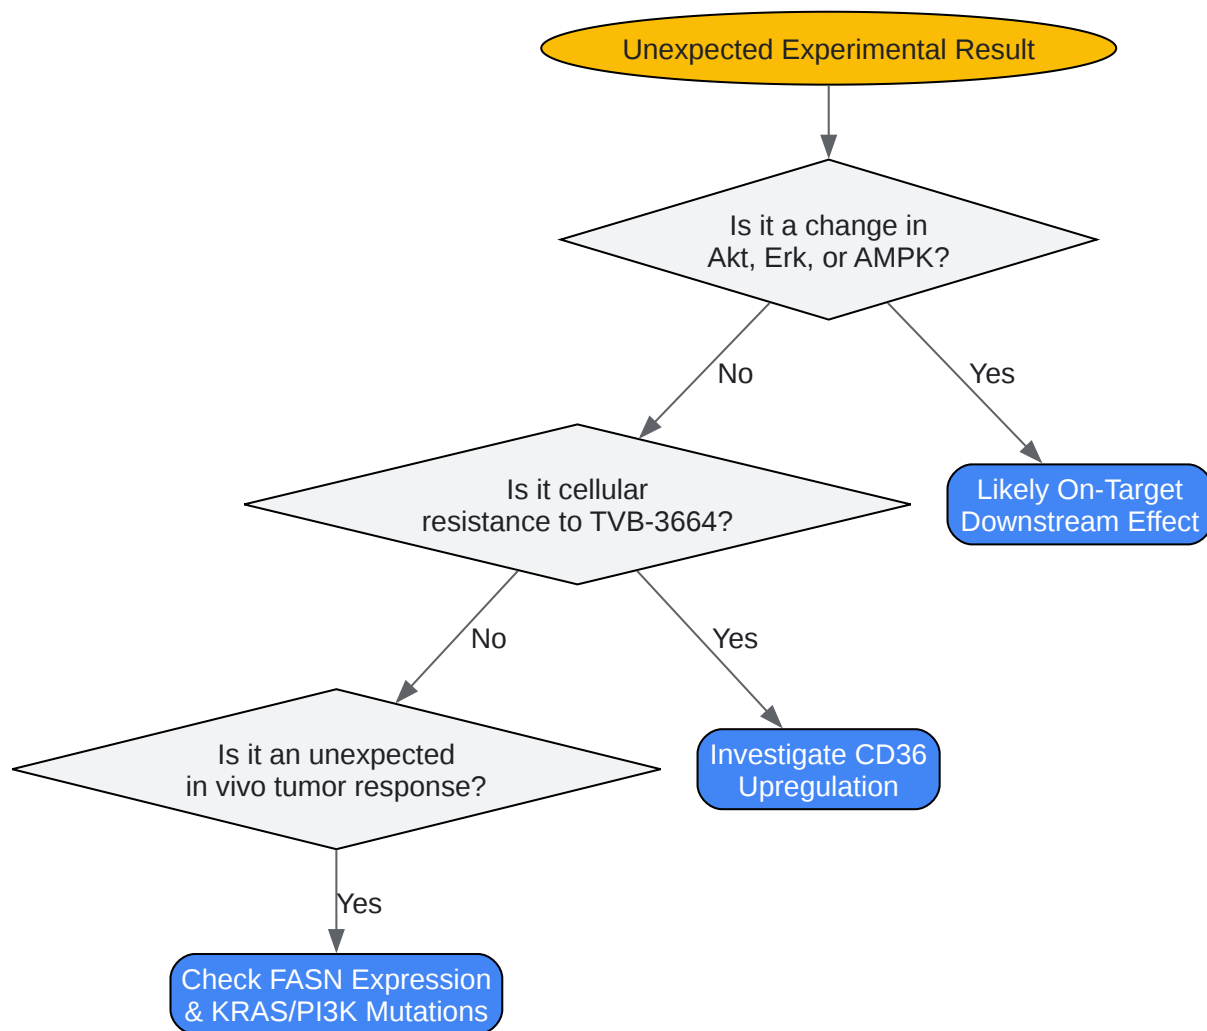 Unexpected Experimental Result
Is it a change in
Akt, Erk, or AMPK?
No
Yes
Is it cellular
resistance to TVB-3664?
Likely On-Target
Downstream Effect
No
Yes
Is it an unexpected
in vivo tumor response?
Investigate CD36
Upregulation
Yes
Check FASN Expression
& KRAS/PI3K Mutations